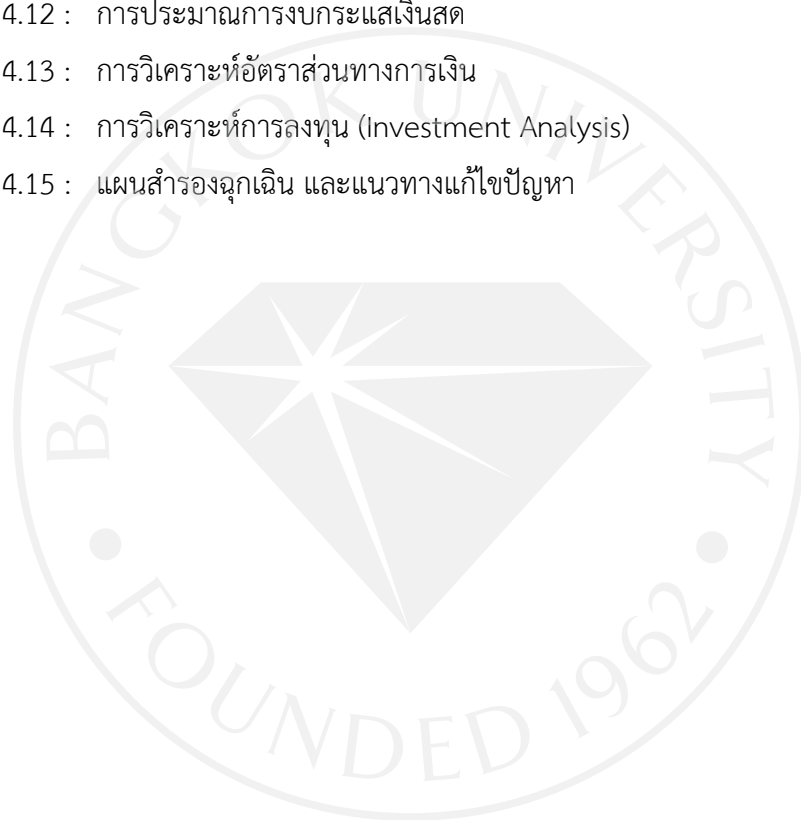 4.12 : การประมาณการงบกระแสเงินสด
4.13 : การวิเคราะห์อัตราส่วนทางการเงิน
4.14 : การวิเคราะห์การลงทุน (Investment Analysis)
4.15 : แผนสำรองฉุกเฉิน และแนวทางแก้ไขปัญหา
BANGKOK UNIVERSITY
FOUNDED 1962